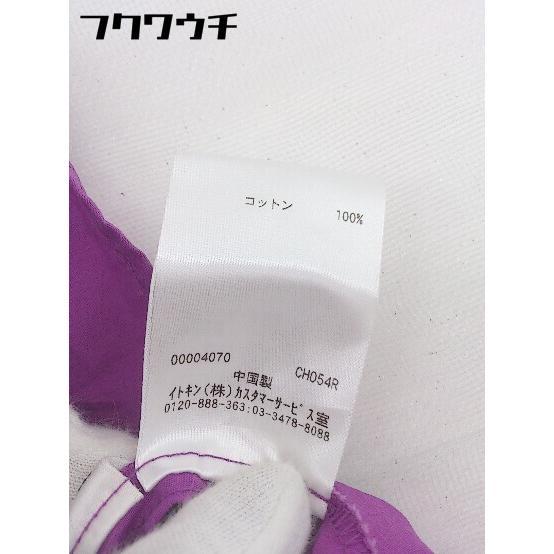 フクワウチ
コットン 100%
00004070
中国製 CH054R
イトキン(株)カスタマーサービス室
0120-888-363:03-3478-8088